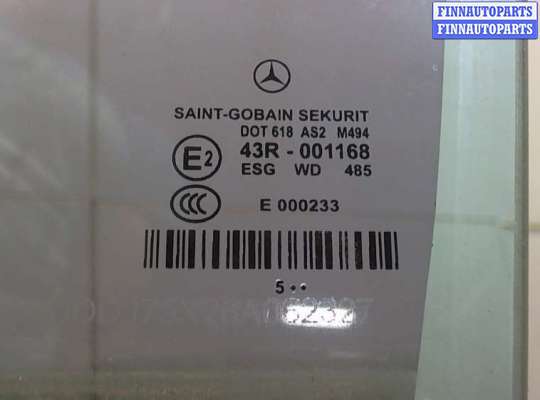 FINNAUTOPARTS
FINNAUTOPARTS
SAINT-GOBAIN SEKURIT
DOT 618 AS2 M494
E2 43R - 001168
ESG WD 485
CCC E 000233
5 • •